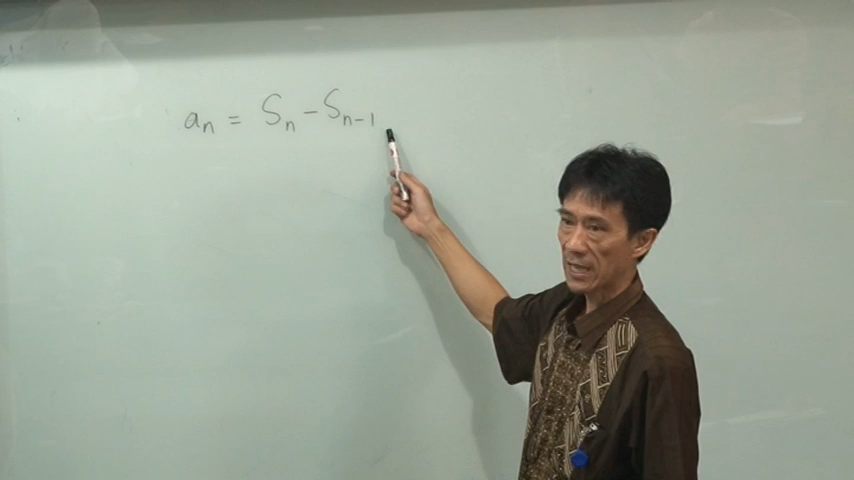 aₙ = Sₙ - Sₙ₋₁